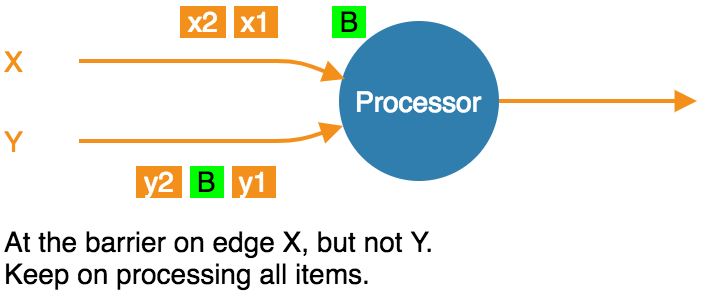 x2 x1 B
X
Processor
Y
y2 B y1
At the barrier on edge X, but not Y.
Keep on processing all items.